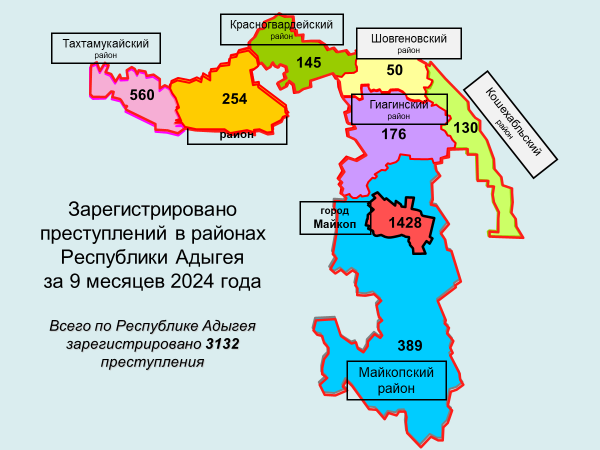 Красногвардейский
район
Тахтамукайский
район
Шовгеновский
район
145
50
560
254
Гиагинский
район
Кошехабльский
район
район
176
130
город
Майкоп
1428
Зарегистрировано
преступлений в районах
Республики Адыгея
за 9 месяцев 2024 года
Всего по Республике Адыгея
зарегистрировано 3132
преступления
389
Майкопский
район